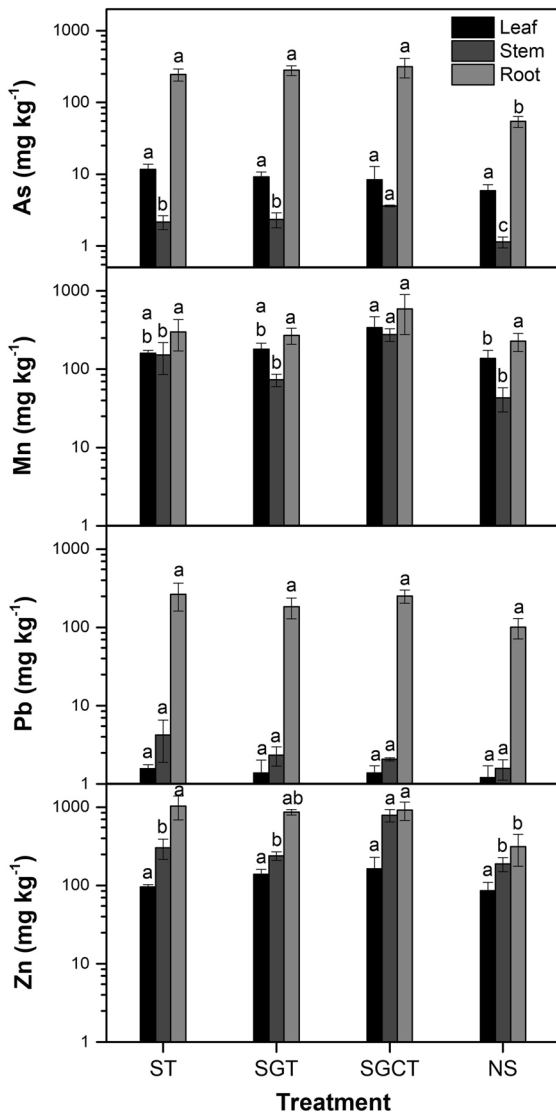 Leaf
Stem
Root
As (mg kg-1)
1000
100
10
1
a b a
a b a
a a a
a c b
Mn (mg kg-1)
1000
100
10
1
a a
b b a
a
b b a
a a a
b b a
Pb (mg kg-1)
1000
100
10
1
a a a
a a a
a a a
a a a
Zn (mg kg-1)
1000
100
10
1
a b a
a b ab
a a a
a b b
ST SGT SGCT NS
Treatment